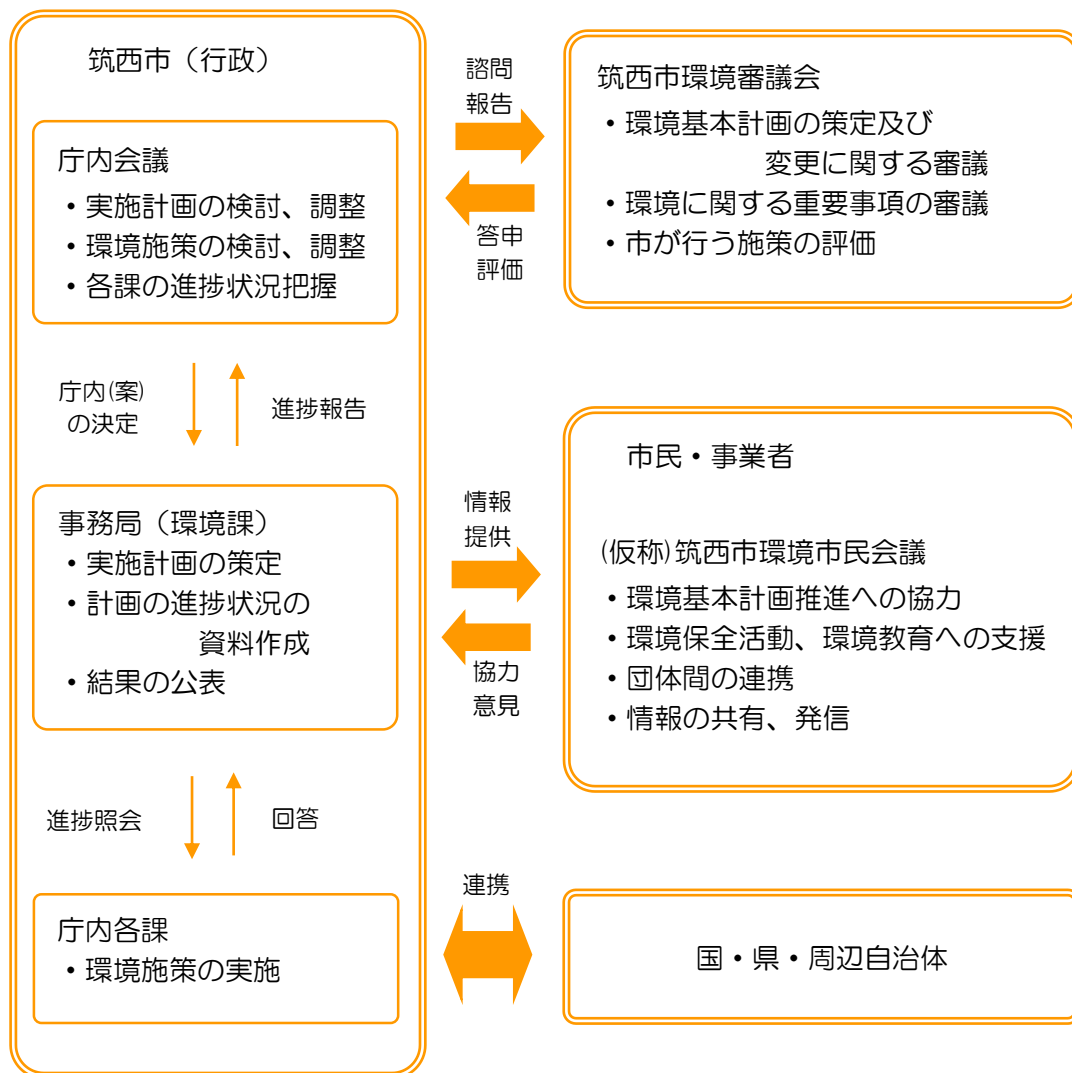 筑西市（行政）
庁内会議
・実施計画の検討、調整
・環境施策の検討、調整
・各課の進捗状況把握
庁内(案)
の決定
進捗報告
事務局（環境課）
・実施計画の策定
・計画の進捗状況の
資料作成
・結果の公表
進捗照会
回答
庁内各課
・環境施策の実施
諮問
報告
答申
評価
筑西市環境審議会
・環境基本計画の策定及び
変更に関する審議
・環境に関する重要事項の審議
・市が行う施策の評価
情報
提供
協力
意見
市民・事業者
(仮称)筑西市環境市民会議
・環境基本計画推進への協力
・環境保全活動、環境教育への支援
・団体間の連携
・情報の共有、発信
連携
国・県・周辺自治体